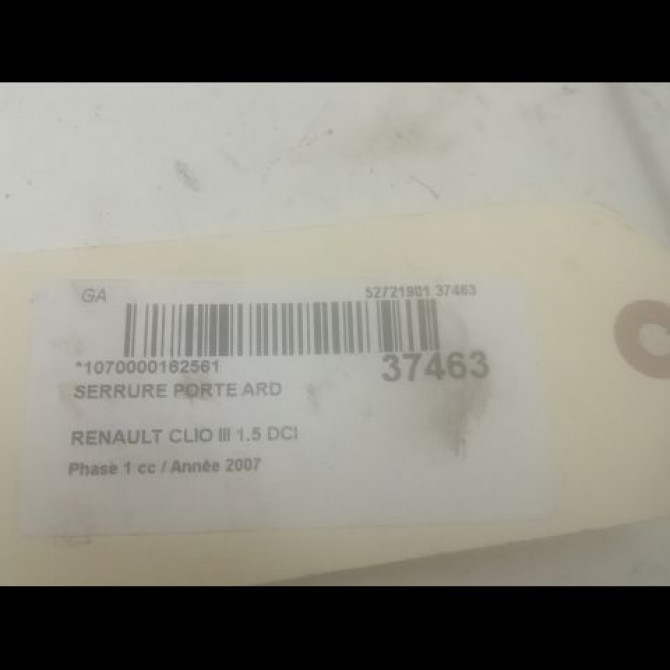 GA 52721901 37463
*1070000162561 37463
SERRURE PORTE ARD
RENAULT CLIO III 1.5 DCI
Phase 1 cc / Année 2007